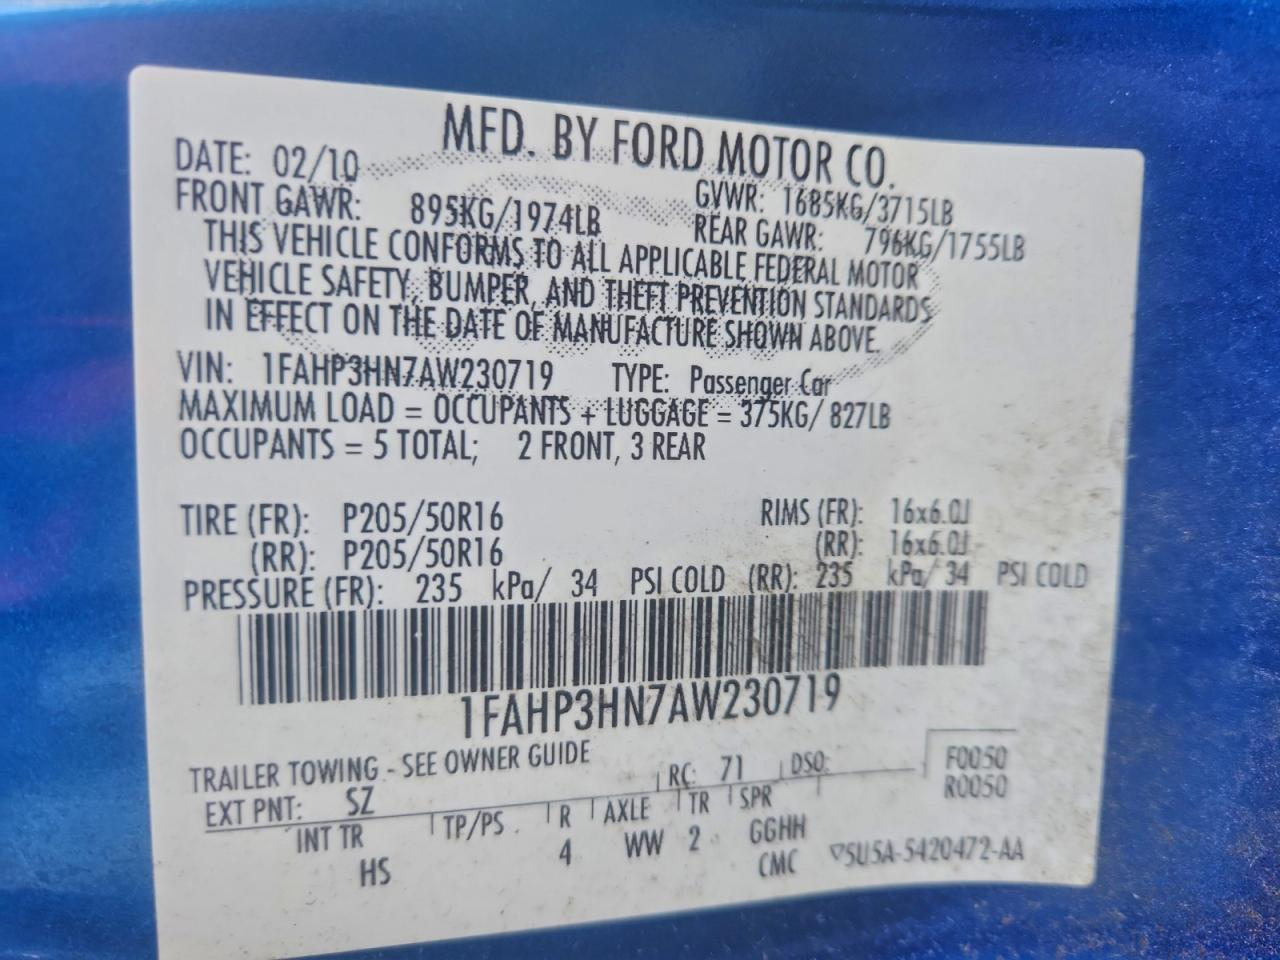 MFD. BY FORD MOTOR CO.
DATE: 02/10
GVWR: 1685KG/3715LB
FRONT GAWR: 895KG/1974LB REAR GAWR: 796KG/1755LB
THIS VEHICLE CONFORMS TO ALL APPLICABLE FEDERAL MOTOR
VEHICLE SAFETY, BUMPER, AND THEFT PREVENTION STANDARDS
IN EFFECT ON THE DATE OF MANUFACTURE SHOWN ABOVE.
VIN: 1FAHP3HN7AW230719 TYPE: Passenger Car
MAXIMUM LOAD = OCCUPANTS + LUGGAGE = 375KG/ 827LB
OCCUPANTS = 5 TOTAL; 2 FRONT, 3 REAR
TIRE (FR): P205/50R16 RIMS (FR): 16x6.0J
(RR): P205/50R16 (RR): 16x6.0J
PRESSURE (FR): 235 kPa/ 34 PSI COLD (RR): 235 kPa/ 34 PSI COLD
1FAHP3HN7AW230719
TRAILER TOWING - SEE OWNER GUIDE
F0050
EXT PNT: SZ RC: 71 DSO: R0050
INT TR TP/PS R AXLE TR SPR
HS 4 WW 2 GGHH
CMC ▽5U5A-5420472-AA